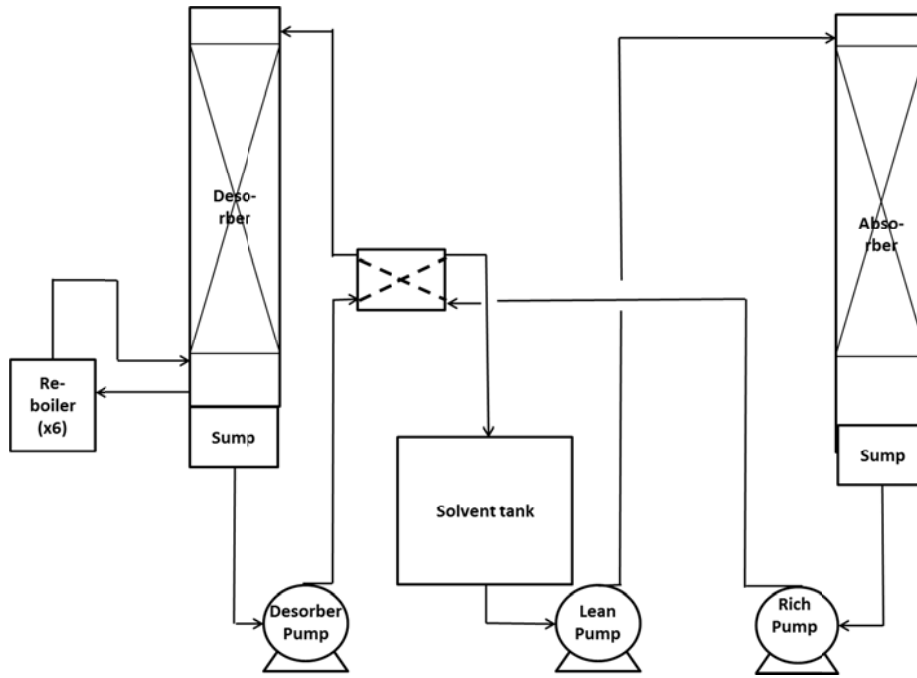 Deso-
rber
Abso-
rber
Re-
boiler
(x6)
Sump
Sump
Solvent tank
Desorber
Pump
Lean
Pump
Rich
Pump